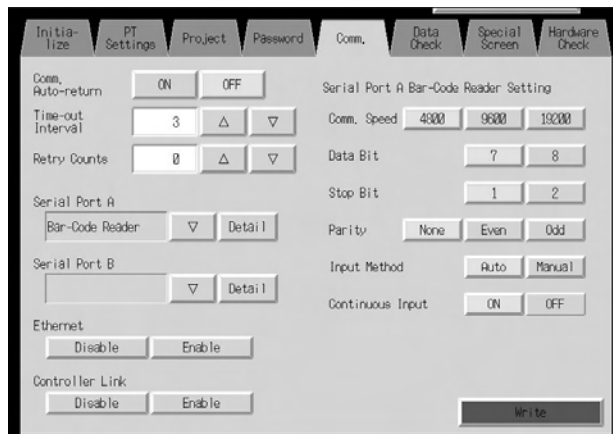 Initia-
lize
PT
Settings
Project
Password
Comm.
Data
Check
Special
Screen
Hardware
Check
Comm.
Auto-return
ON
OFF
Time-out
Interval
3
△
▽
Retry Counts
0
△
▽
Serial Port A
Bar-Code Reader
▽
Detail
Serial Port B
▽
Detail
Ethernet
Disable
Enable
Controller Link
Disable
Enable
Serial Port A Bar-Code Reader Setting
Comm. Speed
4800
9600
19200
Data Bit
7
8
Stop Bit
1
2
Parity
None
Even
Odd
Input Method
Auto
Manual
Continuous Input
ON
OFF
Write